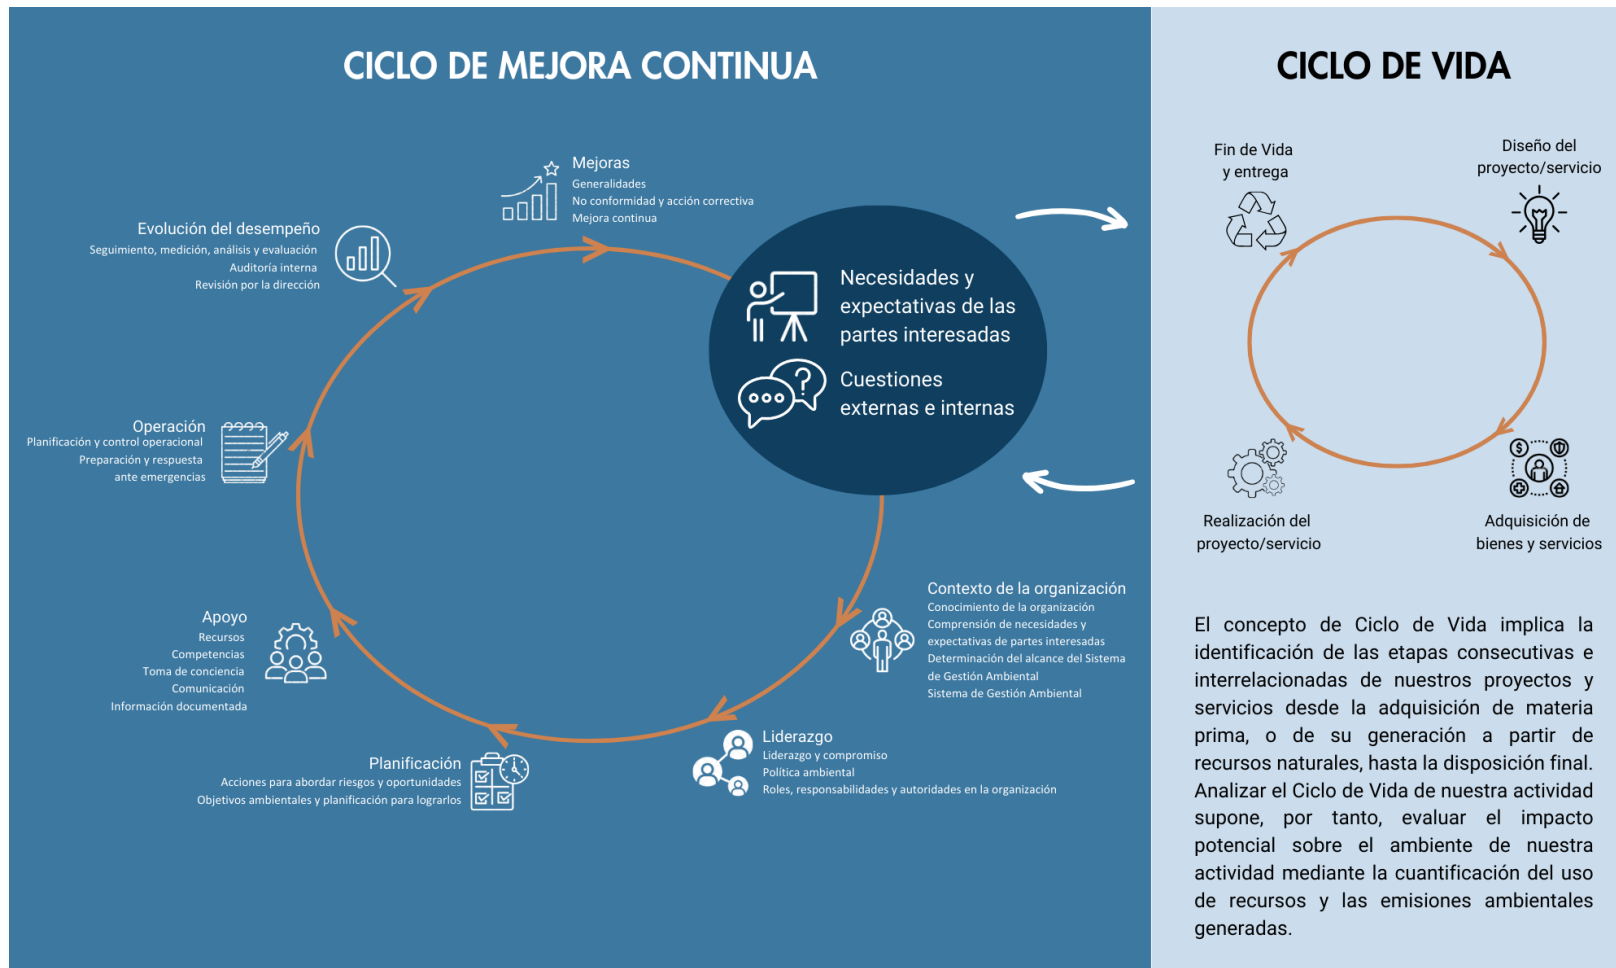 CICLO DE MEJORA CONTINUA
Mejoras
Generalidades
No conformidad y acción correctiva
Mejora continua
Evolución del desempeño
Seguimiento, medición, análisis y evaluación
Auditoría interna
Revisión por la dirección
Necesidades y
expectativas de las
partes interesadas
Cuestiones
externas e internas
Operación
Planificación y control operacional
Preparación y respuesta
ante emergencias
Contexto de la organización
Conocimiento de la organización
Comprensión de necesidades y
expectativas de partes interesadas
Determinación del alcance del Sistema
de Gestión Ambiental
Sistema de Gestión Ambiental
Apoyo
Recursos
Competencias
Toma de conciencia
Comunicación
Información documentada
Liderazgo
Liderazgo y compromiso
Política ambiental
Roles, responsabilidades y autoridades en la organización
Planificación
Acciones para abordar riesgos y oportunidades
Objetivos ambientales y planificación para lograrlos
CICLO DE VIDA
Fin de Vida
y entrega
Diseño del
proyecto/servicio
Realización del
proyecto/servicio
Adquisición de
bienes y servicios
El concepto de Ciclo de Vida implica la
identificación de las etapas consecutivas e
interrelacionadas de nuestros proyectos y
servicios desde la adquisición de materia
prima, o de su generación a partir de
recursos naturales, hasta la disposición final.
Analizar el Ciclo de Vida de nuestra actividad
supone, por tanto, evaluar el impacto
potencial sobre el ambiente de nuestra
actividad mediante la cuantificación del uso
de recursos y las emisiones ambientales
generadas.